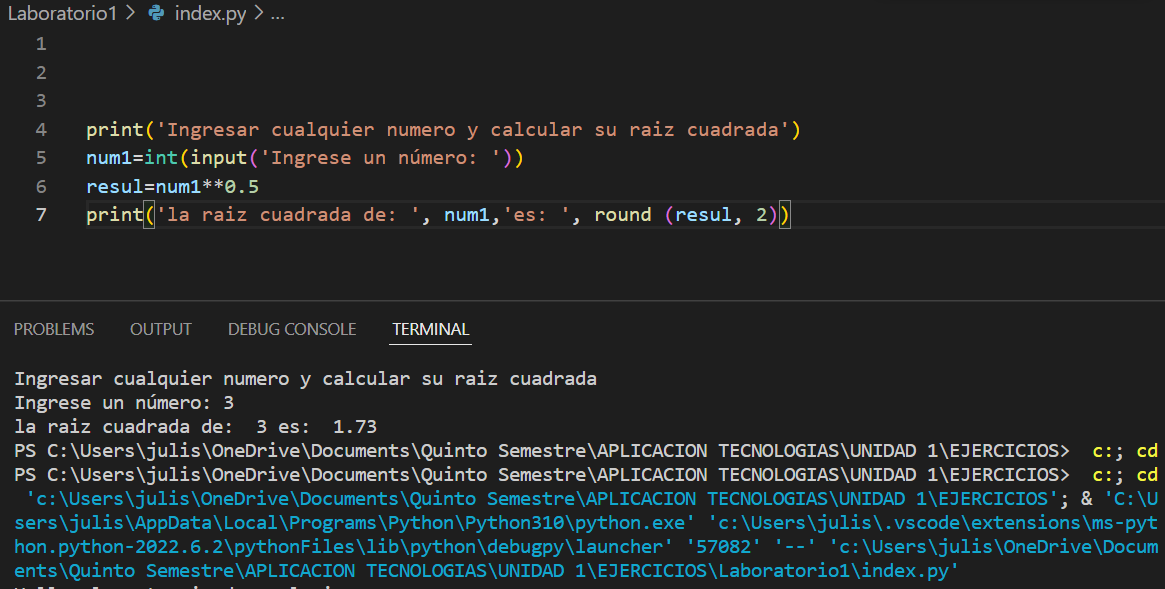 Laboratorio1 > index.py > ...
1
2
3
4 print('Ingresar cualquier numero y calcular su raiz cuadrada')
5 num1=int(input('Ingrese un número: '))
6 resul=num1**0.5
7 print('la raiz cuadrada de: ', num1,'es: ', round (resul, 2))
PROBLEMS OUTPUT DEBUG CONSOLE TERMINAL
Ingresar cualquier numero y calcular su raiz cuadrada
Ingrese un número: 3
la raiz cuadrada de:  3 es:  1.73
PS C:\Users\julis\OneDrive\Documents\Quinto Semestre\APLICACION TECNOLOGIAS\UNIDAD 1\EJERCICIOS>  c:; cd
PS C:\Users\julis\OneDrive\Documents\Quinto Semestre\APLICACION TECNOLOGIAS\UNIDAD 1\EJERCICIOS>  c:; cd
'c:\Users\julis\OneDrive\Documents\Quinto Semestre\APLICACION TECNOLOGIAS\UNIDAD 1\EJERCICIOS'; & 'C:\U
sers\julis\AppData\Local\Programs\Python\Python310\python.exe' 'c:\Users\julis\.vscode\extensions\ms-pyt
hon.python-2022.6.2\pythonFiles\lib\python\debugpy\launcher' '57082' '--' 'c:\Users\julis\OneDrive\Docum
ents\Quinto Semestre\APLICACION TECNOLOGIAS\UNIDAD 1\EJERCICIOS\Laboratorio1\index.py'